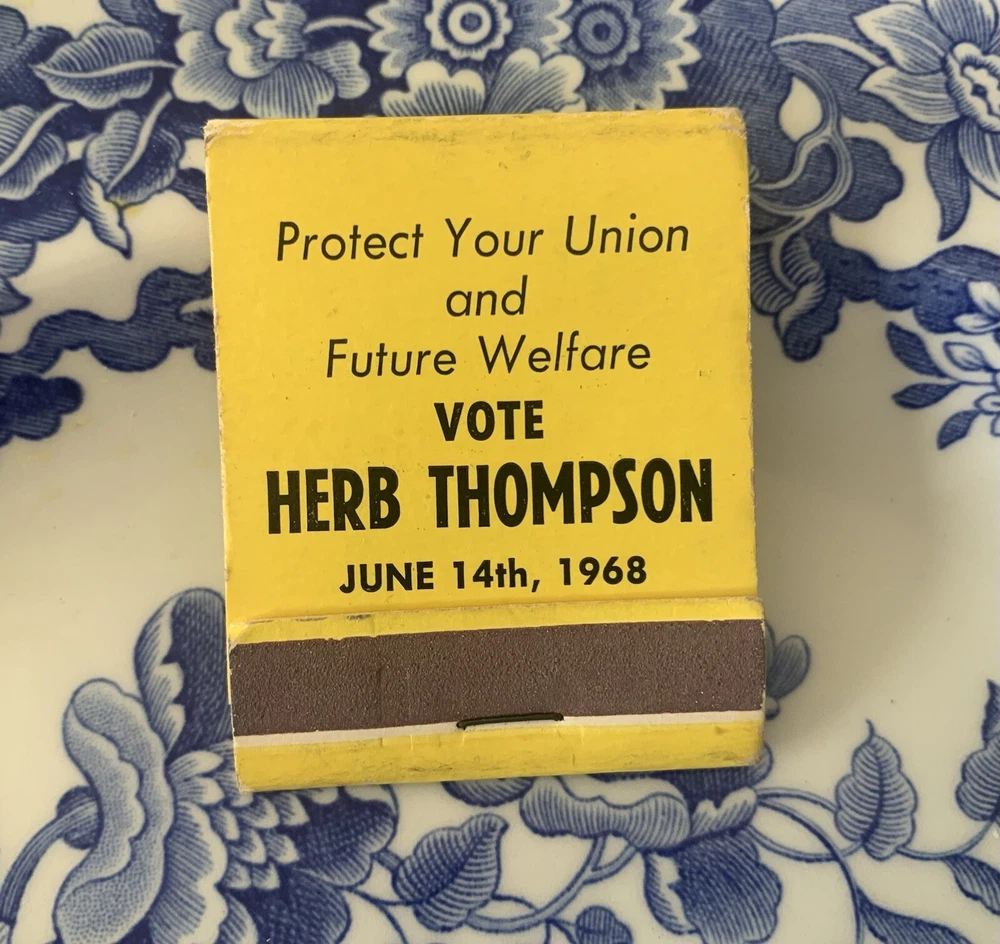 Protect Your Union
and
Future Welfare
VOTE
HERB THOMPSON
JUNE 14th, 1968